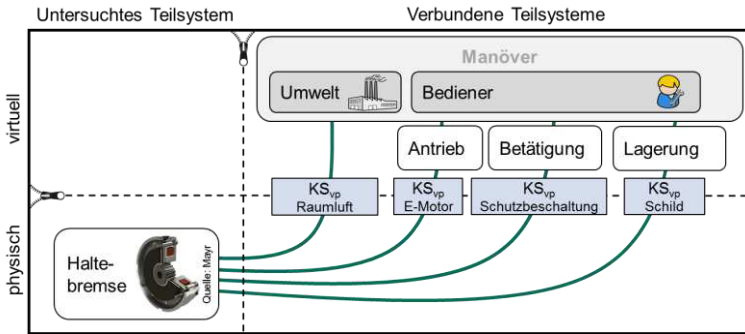 Untersuchtes Teilsystem
Verbundene Teilsysteme
virtuell
Manöver
Umwelt
Bediener
Antrieb
Betätigung
Lagerung
KSvp
Raumluft
KSvp
E-Motor
KSvp
Schutzbeschaltung
KSvp
Schild
physisch
Halte-
bremse
Quelle: Mayr